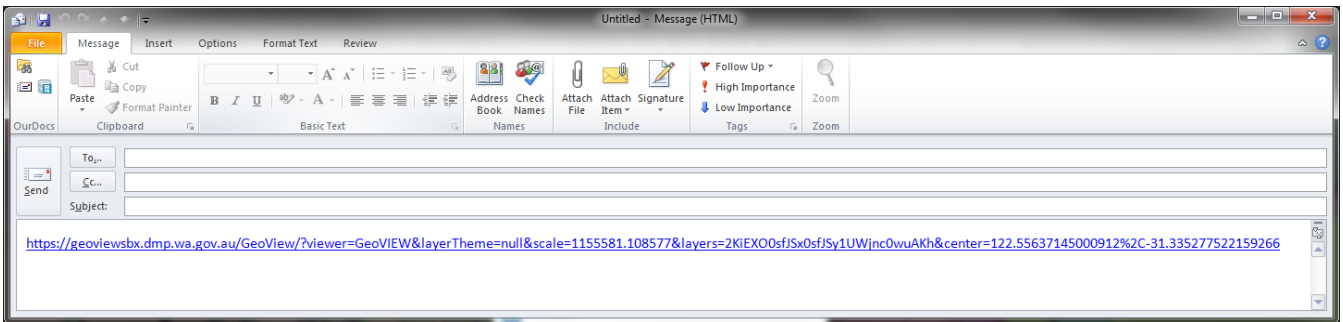 Untitled - Message (HTML)
File Message Insert Options Format Text Review
Cut
Copy
Format Painter
Paste
OurDocs Clipboard
B I U A A A
Basic Text
Address Book
Check Names
Names
Attach File
Attach Item
Signature
Include
Follow Up
High Importance
Low Importance
Tags
Zoom
Zoom
Send
To...
Cc...
Subject:
https://geoviewsbx.dmp.wa.gov.au/GeoView/?viewer=GeoVIEW&layerTheme=null&scale=1155581.108577&layers=2KiEXO0sfJSx0sfJSy1UWjnc0wuAKh&center=122.55637145000912%2C-31.335277522159266